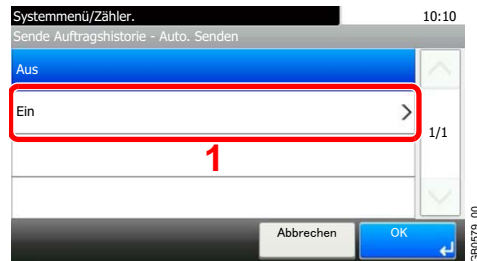 Systemmenü/Zähler. 10:10
Sende Auftragshistorie - Auto. Senden
Aus
Ein
1/1
1
Abbrechen OK
GB0579_00